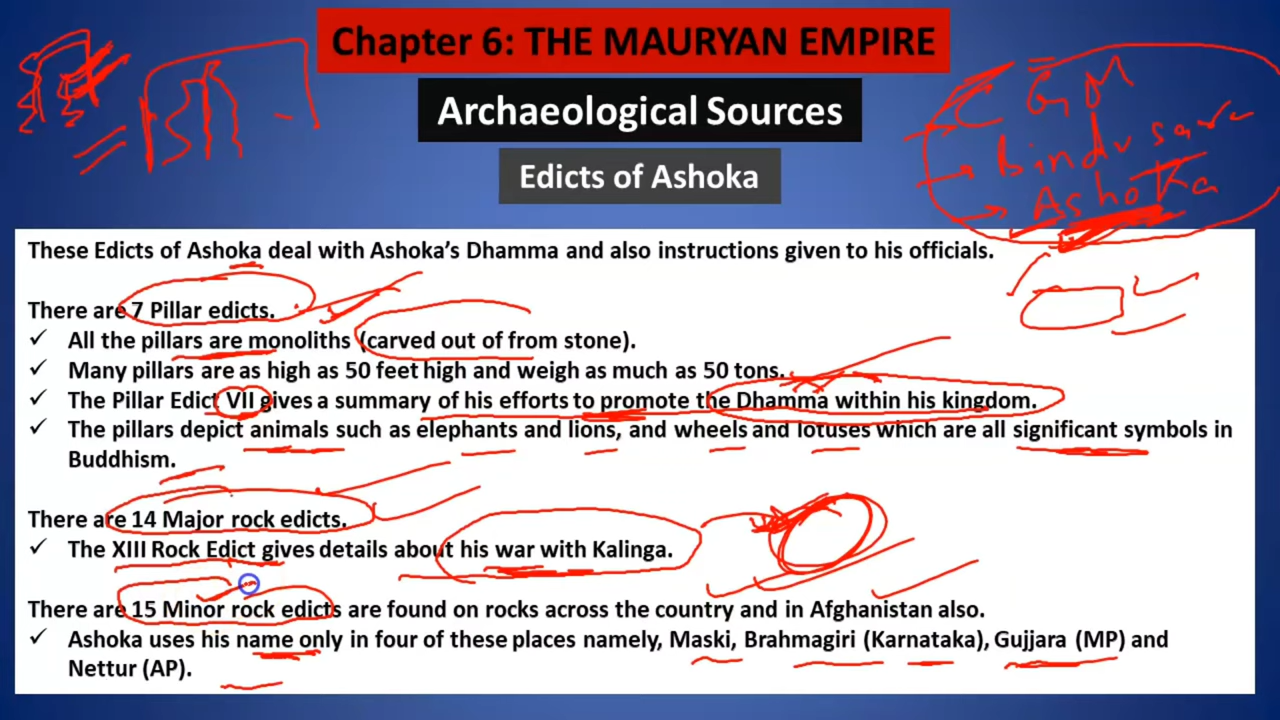 Chapter 6: THE MAURYAN EMPIRE
Archaeological Sources
Edicts of Ashoka
C G M
Bindusara
Ashoka
These Edicts of Ashoka deal with Ashoka's Dhamma and also instructions given to his officials.
There are 7 Pillar edicts.
✓ All the pillars are monoliths (carved out of from stone).
✓ Many pillars are as high as 50 feet high and weigh as much as 50 tons.
✓ The Pillar Edict VII gives a summary of his efforts to promote the Dhamma within his kingdom.
✓ The pillars depict animals such as elephants and lions, and wheels and lotuses which are all significant symbols in
Buddhism.
There are 14 Major rock edicts.
✓ The XIII Rock Edict gives details about his war with Kalinga.
There are 15 Minor rock edicts are found on rocks across the country and in Afghanistan also.
✓ Ashoka uses his name only in four of these places namely, Maski, Brahmagiri (Karnataka), Gujjara (MP) and
Nettur (AP).